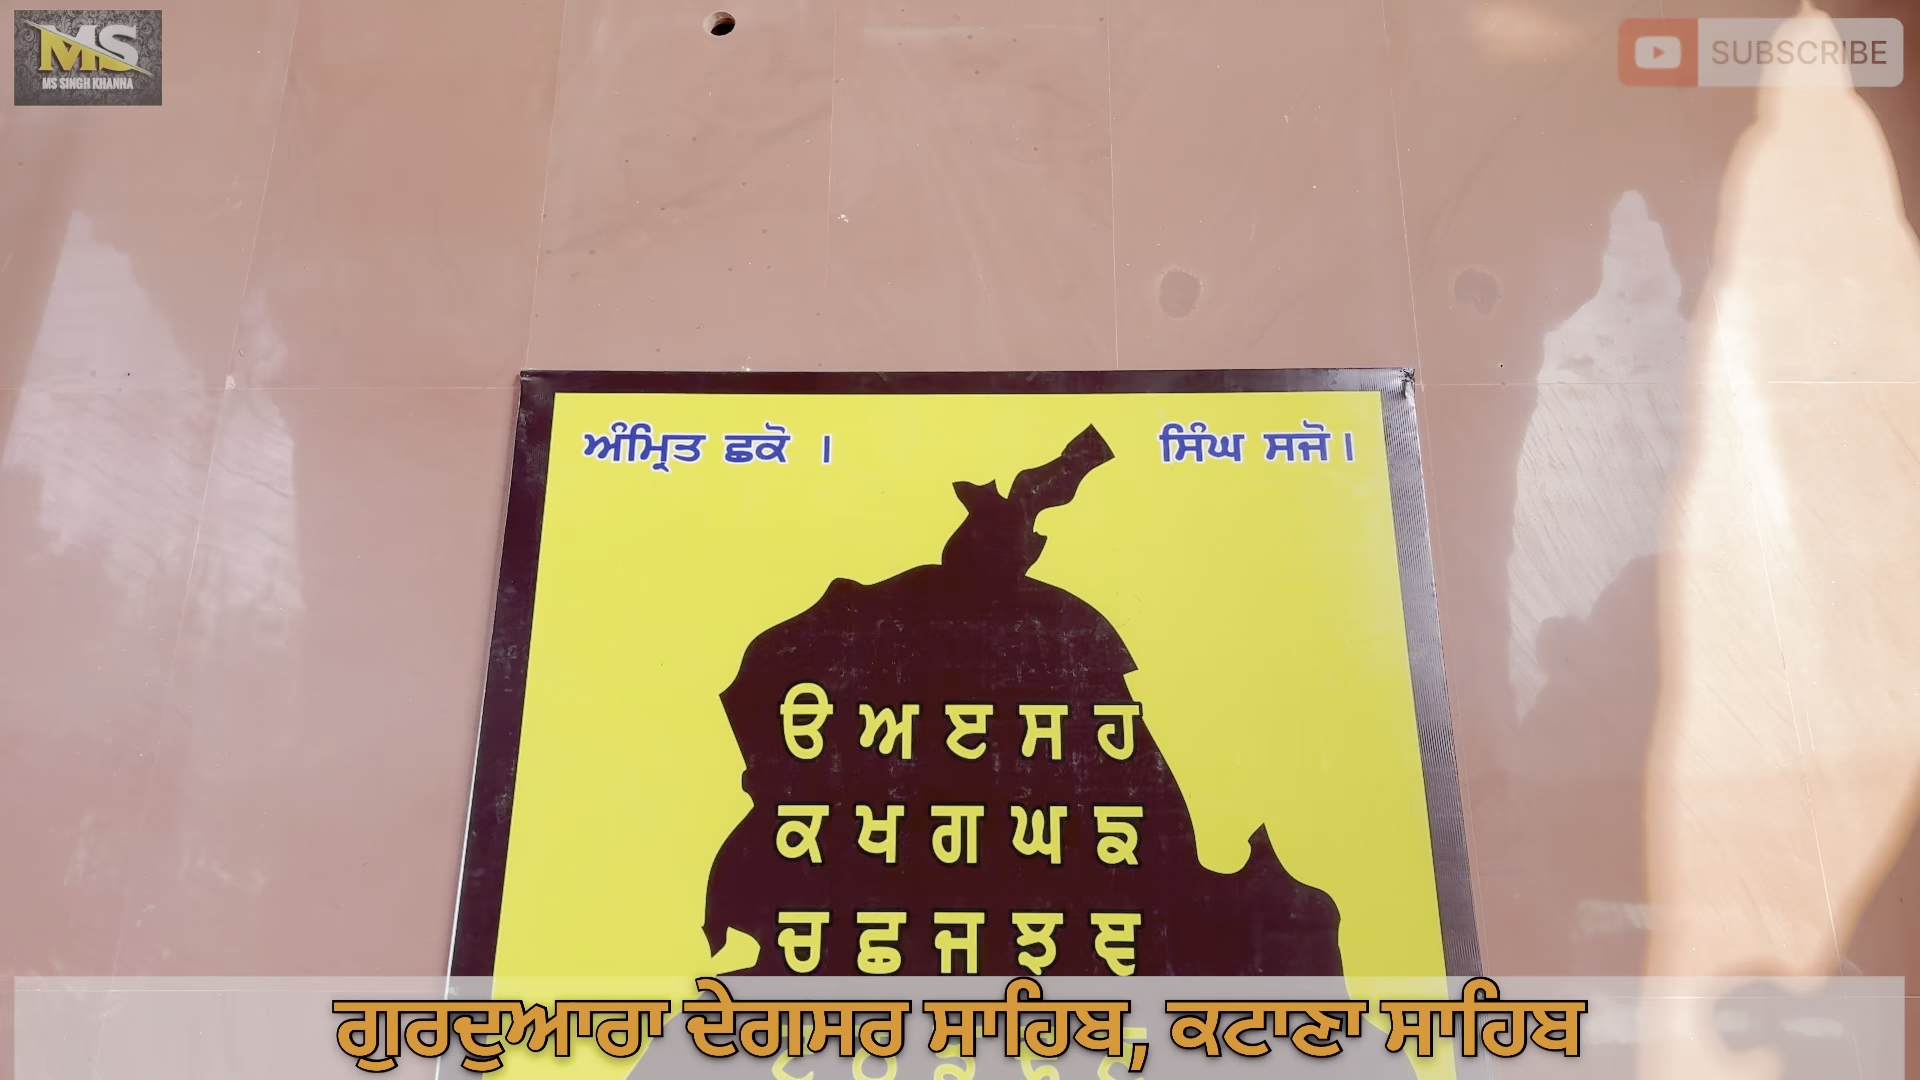 MS
MS SINGH KHANNA
SUBSCRIBE
ਅੰਮ੍ਰਿਤ ਛਕੋ ।
ਸਿੰਘ ਸਜੋ।
ੳ ਅ ੲ ਸ ਹ
ਕ ਖ ਗ ਘ ਙ
ਚ ਛ ਜ ਝ ਞ
ਗੁਰਦੁਆਰਾ ਦੇਗਸਰ ਸਾਹਿਬ, ਕਟਾਣਾ ਸਾਹਿਬ